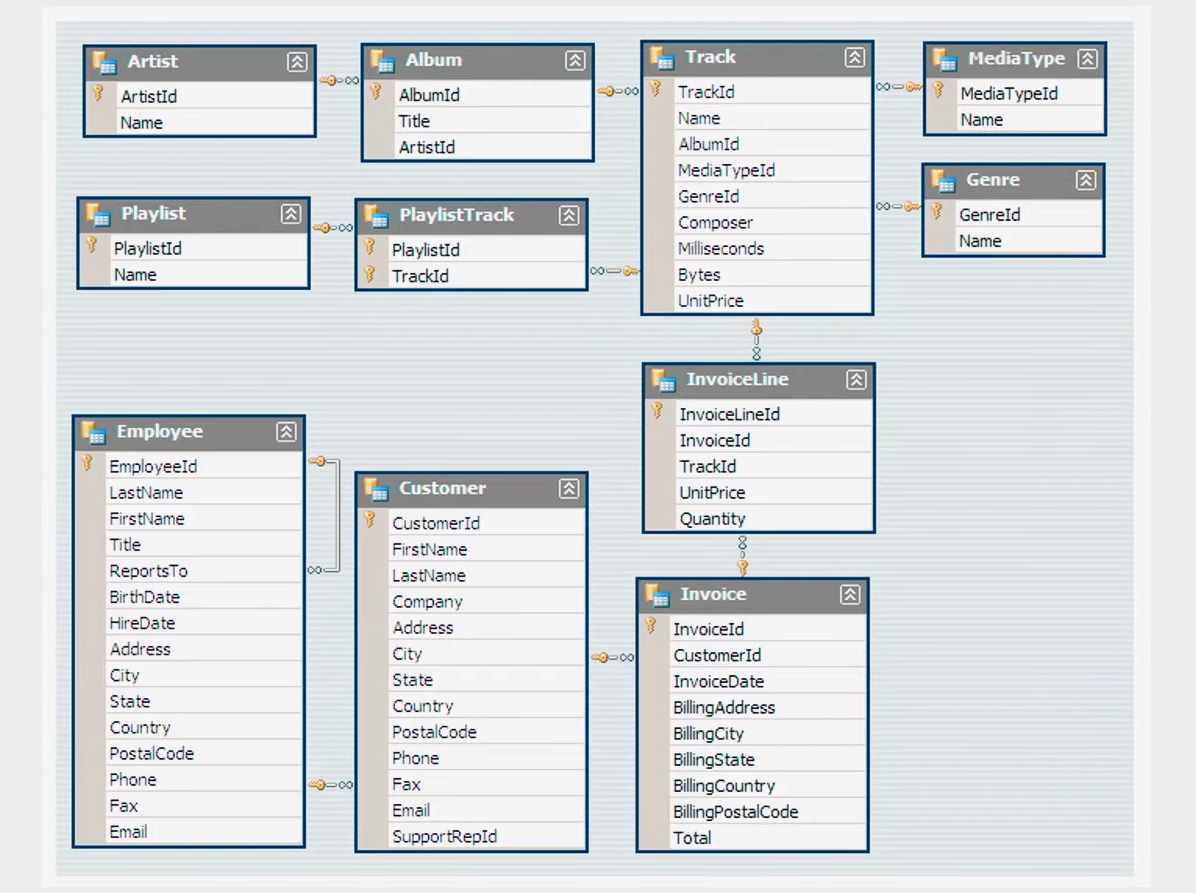 Artist
ArtistId
Name
Album
AlbumId
Title
ArtistId
Track
TrackId
Name
AlbumId
MediaTypeId
GenreId
Composer
Milliseconds
Bytes
UnitPrice
MediaType
MediaTypeId
Name
Genre
GenreId
Name
Playlist
PlaylistId
Name
PlaylistTrack
PlaylistId
TrackId
InvoiceLine
InvoiceLineId
InvoiceId
TrackId
UnitPrice
Quantity
Employee
EmployeeId
LastName
FirstName
Title
ReportsTo
BirthDate
HireDate
Address
City
State
Country
PostalCode
Phone
Fax
Email
Customer
CustomerId
FirstName
LastName
Company
Address
City
State
Country
PostalCode
Phone
Fax
Email
SupportRepId
Invoice
InvoiceId
CustomerId
InvoiceDate
BillingAddress
BillingCity
BillingState
BillingCountry
BillingPostalCode
Total